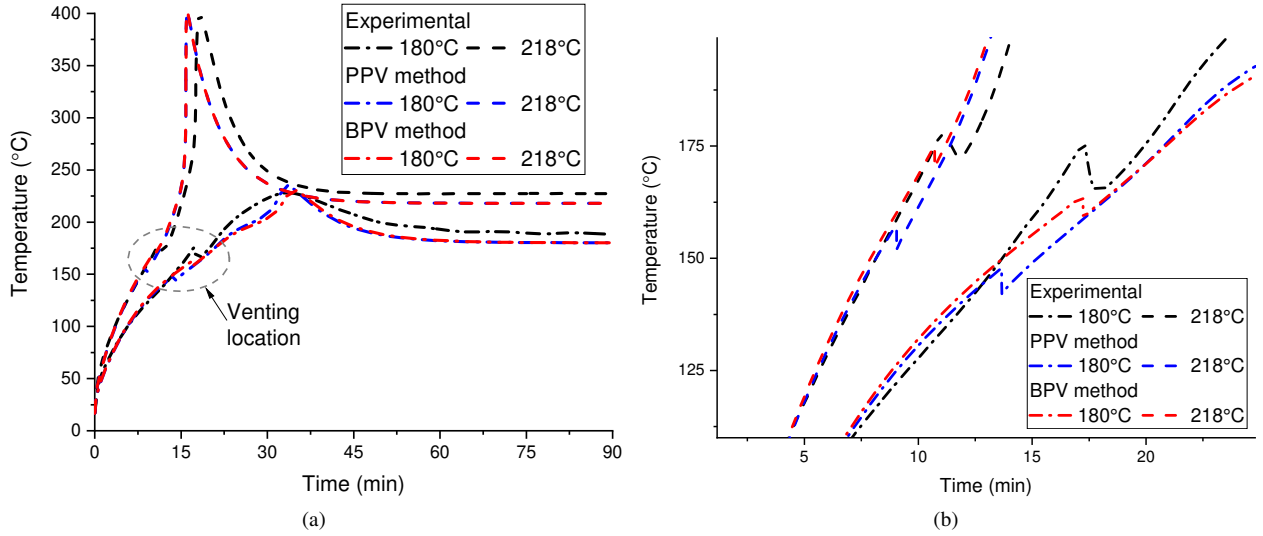 400
350
300
250
200
150
100
50
0
Temperature (°C)
Experimental
180°C 218°C
PPV method
180°C 218°C
BPV method
180°C 218°C
Venting
location
0 15 30 45 60 75 90
Time (min)
(a)
175
150
125
Temperature (°C)
Experimental
180°C 218°C
PPV method
180°C 218°C
BPV method
180°C 218°C
5 10 15 20
Time (min)
(b)